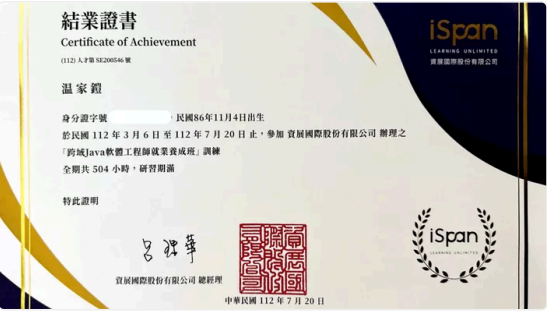 結業證書
Certificate of Achievement
(112) 人才第 SE200546 號
温家鎧
身分證字號 ，民國86年11月4日出生
於民國 112 年 3 月 6 日 至 112 年 7 月 20 日 止，參加 資展國際股份有限公司 辦理之
「跨域Java軟體工程師就業養成班」訓練
全期共 504 小時，研習期滿
特此證明
資展國際股份有限公司 總經理
中華民國 112 年 7 月 20 日
iSpan
LEARNING UNLIMITED
資展國際股份有限公司
iSpan
LEARNING UNLIMITED